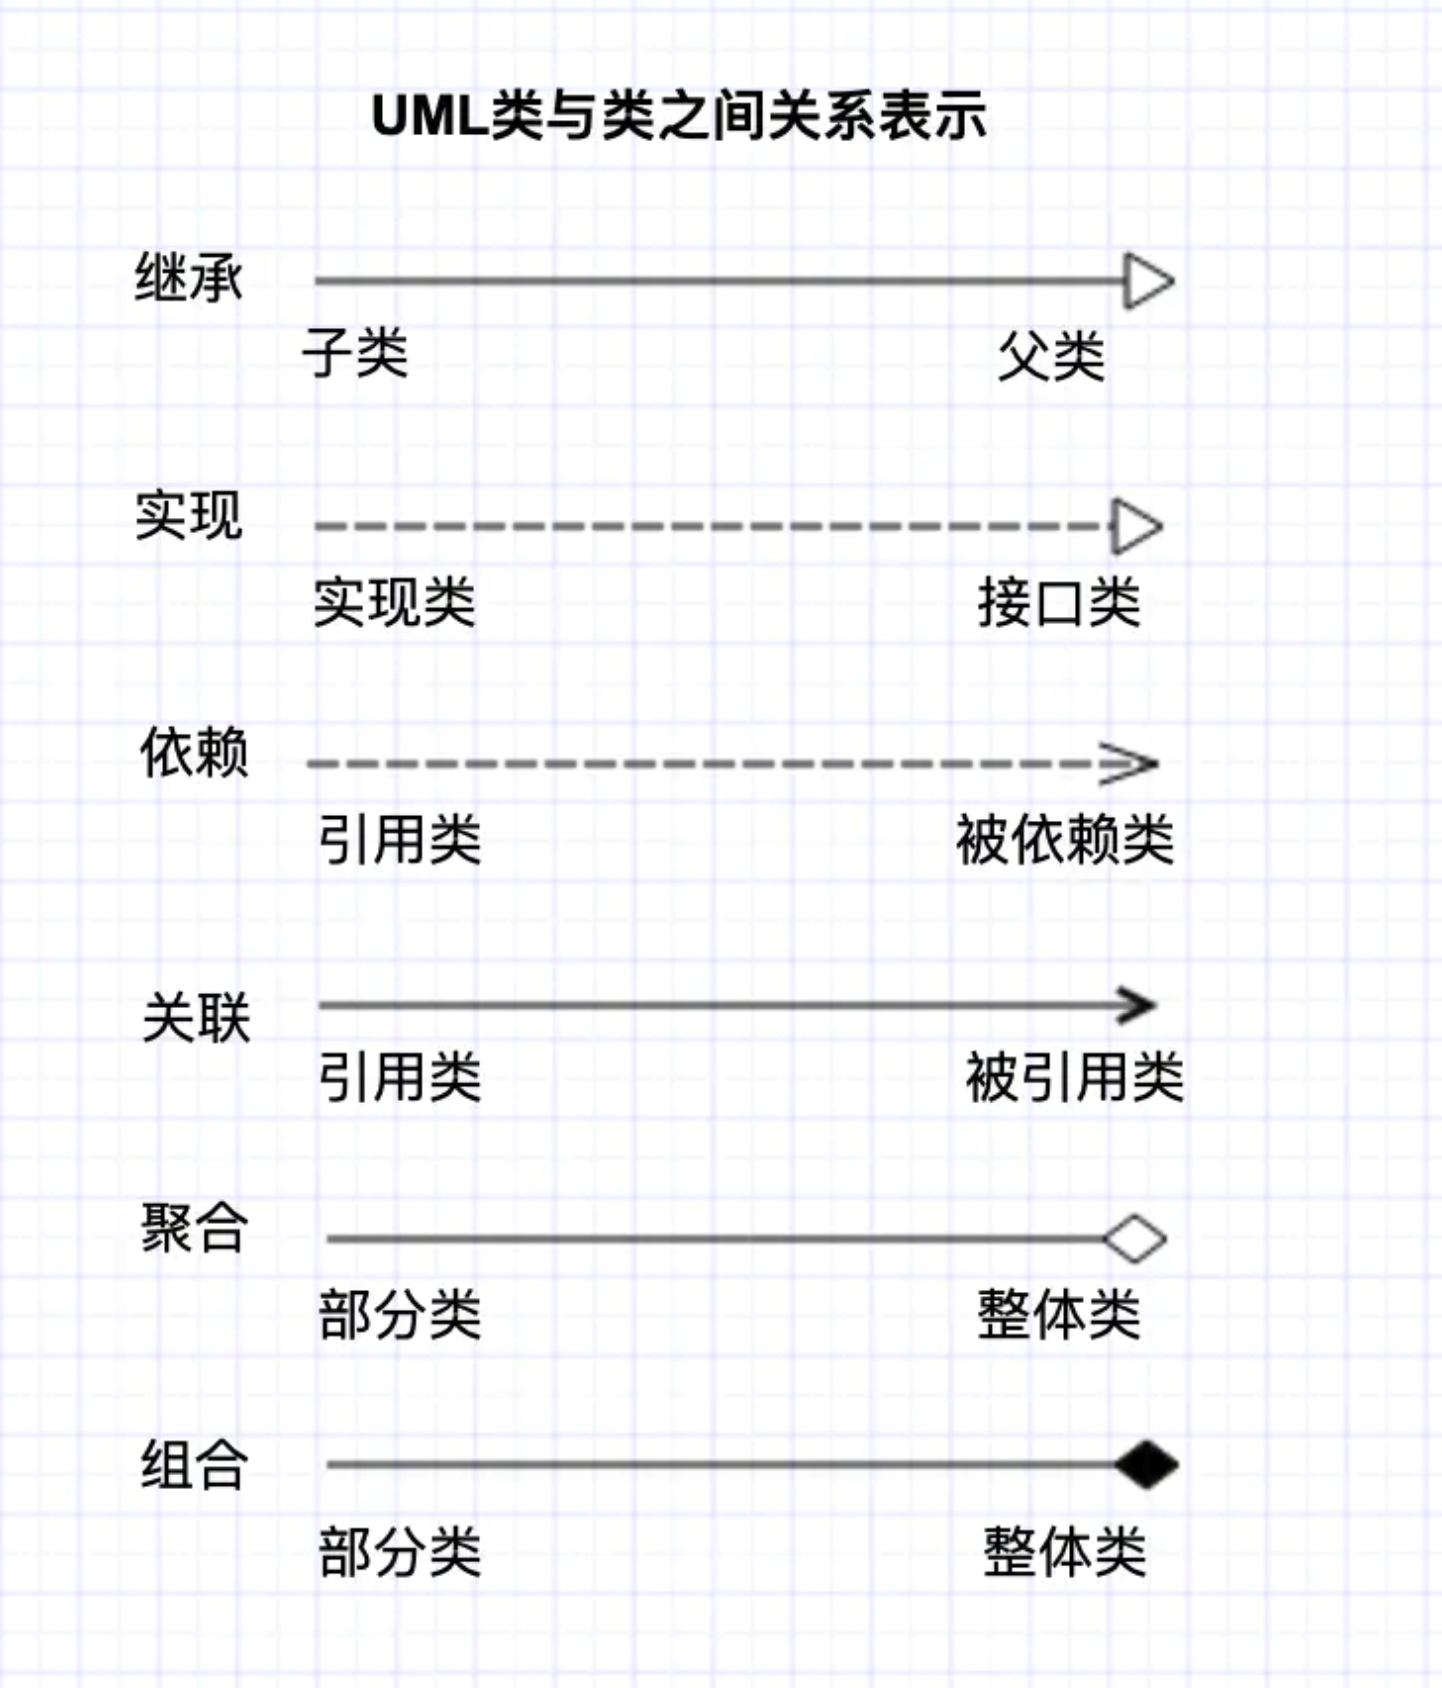 UML类与类之间关系表示
继承
子类 父类
实现
实现类 接口类
依赖
引用类 被依赖类
关联
引用类 被引用类
聚合
部分类 整体类
组合
部分类 整体类